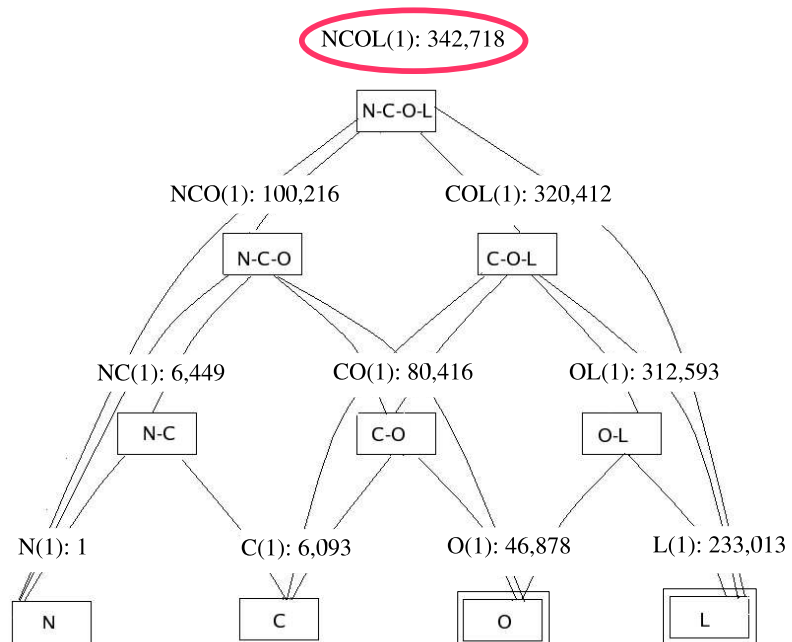 NCOL(1): 342,718
N-C-O-L
NCO(1): 100,216 COL(1): 320,412
N-C-O C-O-L
NC(1): 6,449 CO(1): 80,416 OL(1): 312,593
N-C C-O O-L
N(1): 1 C(1): 6,093 O(1): 46,878 L(1): 233,013
N C O L